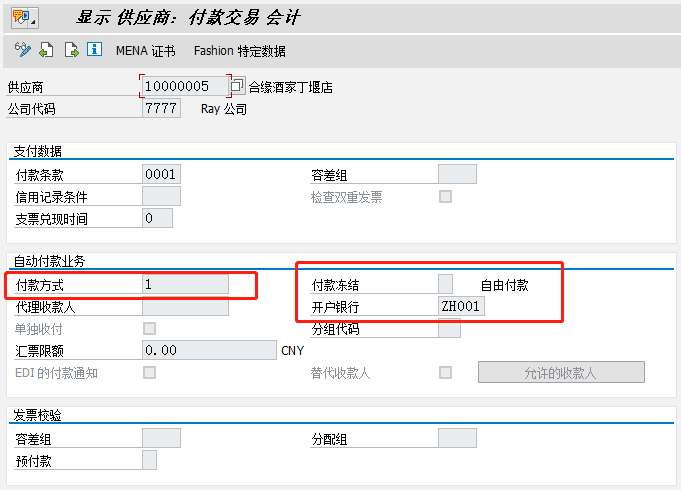 显示 供应商：付款交易 会计
MENA 证书 Fashion 特定数据
供应商 10000005 合缘酒家丁堰店
公司代码 7777 Ray 公司
支付数据
付款条款 0001 容差组
信用记录条件 检查双重发票
支票兑现时间 0
自动付款业务
付款方式 1 付款冻结 自由付款
代理收款人 开户银行 ZH001
单独收付 分组代码
汇票限额 0.00 CNY
EDI 的付款通知 替代收款人 允许的收款人
发票校验
容差组 分配组
预付款